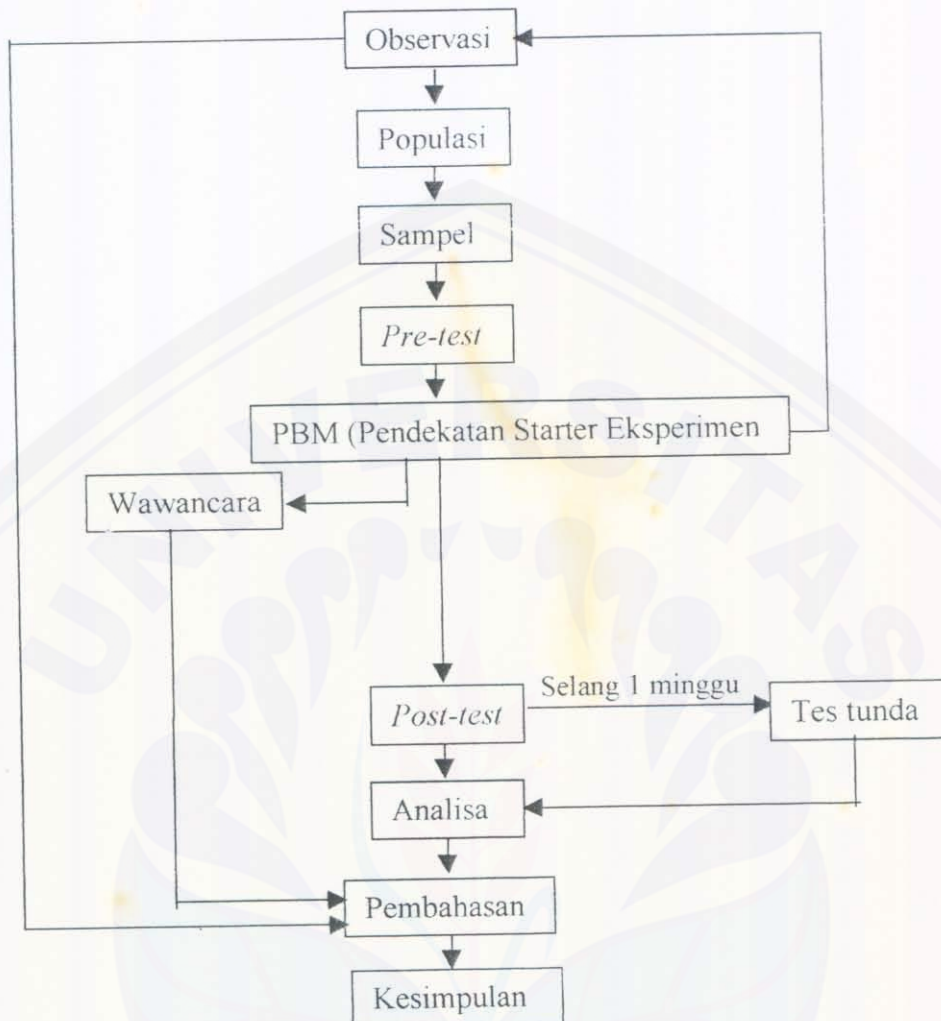 Observasi
Populasi
Sampel
Pre-test
PBM (Pendekatan Starter Eksperimen
Wawancara
Post-test
Selang 1 minggu
Tes tunda
Analisa
Pembahasan
Kesimpulan
UNIVERSITAS